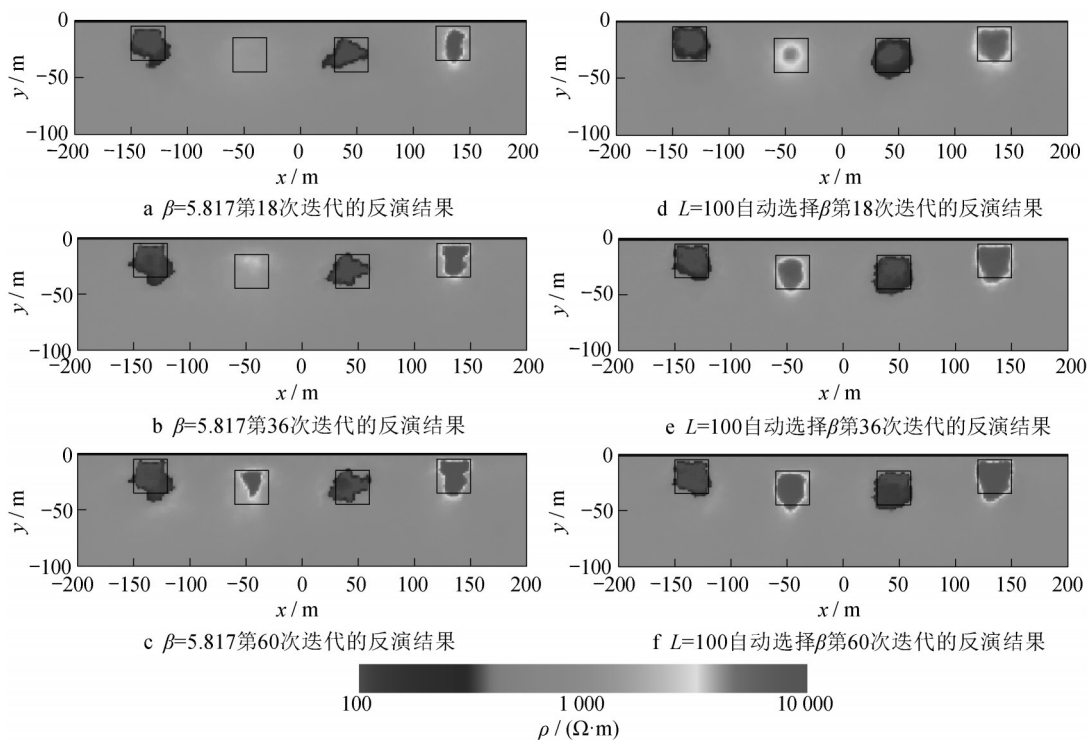 0
−50
−100
y / m
−200 −150 −100 −50 0 50 100 150 200
x / m
a β=5.817第18次迭代的反演结果
0
−50
−100
y / m
−200 −150 −100 −50 0 50 100 150 200
x / m
d L=100自动选择β第18次迭代的反演结果
0
−50
−100
y / m
−200 −150 −100 −50 0 50 100 150 200
x / m
b β=5.817第36次迭代的反演结果
0
−50
−100
y / m
−200 −150 −100 −50 0 50 100 150 200
x / m
e L=100自动选择β第36次迭代的反演结果
0
−50
−100
y / m
−200 −150 −100 −50 0 50 100 150 200
x / m
c β=5.817第60次迭代的反演结果
0
−50
−100
y / m
−200 −150 −100 −50 0 50 100 150 200
x / m
f L=100自动选择β第60次迭代的反演结果
100 1 000 10 000
ρ / (Ω·m)